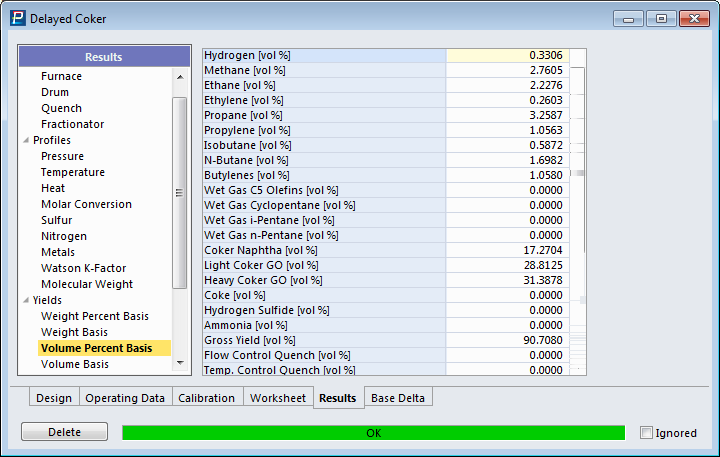 Delayed Coker
Results
Furnace
Drum
Quench
Fractionator
Profiles
Pressure
Temperature
Heat
Molar Conversion
Sulfur
Nitrogen
Metals
Watson K-Factor
Molecular Weight
Yields
Weight Percent Basis
Weight Basis
Volume Percent Basis
Volume Basis
Hydrogen [vol %] 0.3306
Methane [vol %] 2.7605
Ethane [vol %] 2.2276
Ethylene [vol %] 0.2603
Propane [vol %] 3.2587
Propylene [vol %] 1.0563
Isobutane [vol %] 0.5872
N-Butane [vol %] 1.6982
Butylenes [vol %] 1.0580
Wet Gas C5 Olefins [vol %] 0.0000
Wet Gas Cyclopentane [vol %] 0.0000
Wet Gas i-Pentane [vol %] 0.0000
Wet Gas n-Pentane [vol %] 0.0000
Coker Naphtha [vol %] 17.2704
Light Coker GO [vol %] 28.8125
Heavy Coker GO [vol %] 31.3878
Coke [vol %] 0.0000
Hydrogen Sulfide [vol %] 0.0000
Ammonia [vol %] 0.0000
Gross Yield [vol %] 90.7080
Flow Control Quench [vol %] 0.0000
Temp. Control Quench [vol %] 0.0000
Design Operating Data Calibration Worksheet Results Base Delta
Delete OK Ignored